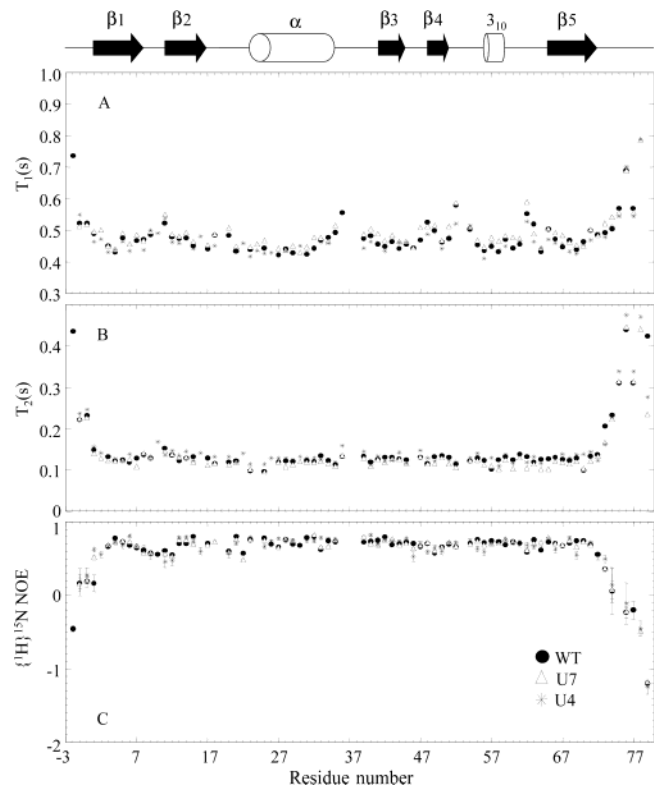 β1 β2 α β3 β4 3₁₀ β5
A
1.0
0.9
0.8
0.7
0.6
0.5
0.4
0.3
T₁(s)
B
0.4
0.3
0.2
0.1
0
T₂(s)
1
0
-1
-2
{¹H}¹⁵N NOE
WT
U7
U4
C
-3 7 17 27 37 47 57 67 77
Residue number